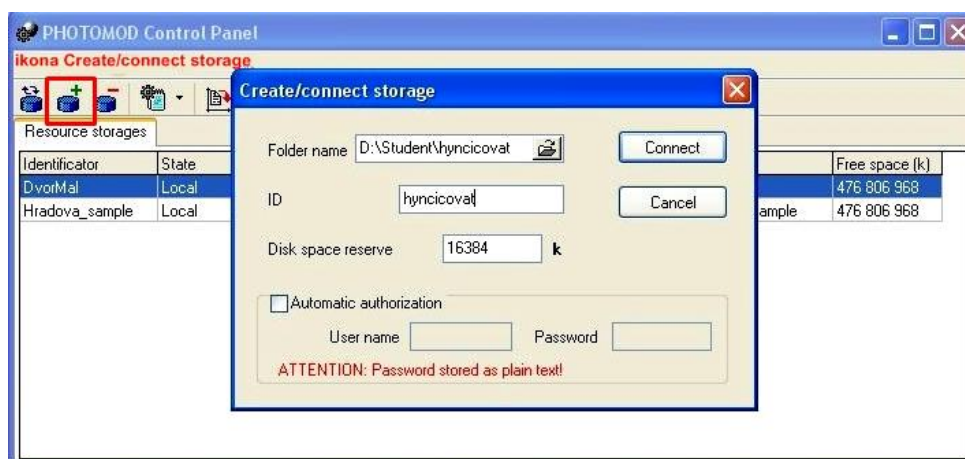 PHOTOMOD Control Panel
ikona Create/connect storage
Create/connect storage
Resource storages
Identificator State Free space (k)
DvorMal Local 476 806 968
Hradova_sample Local ample 476 806 968
Folder name D:\Student\hyncicovat Connect
ID hyncicovat Cancel
Disk space reserve 16384 k
Automatic authorization
User name Password
ATTENTION: Password stored as plain text!